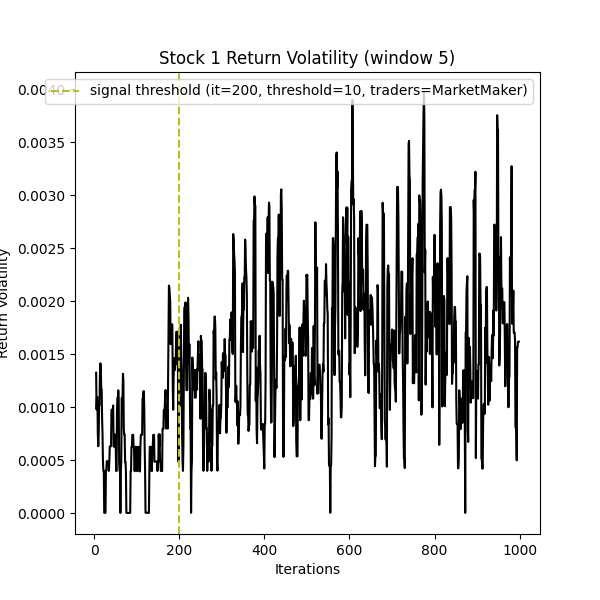 Stock 1 Return Volatility (window 5)
signal threshold (it=200, threshold=10, traders=MarketMaker)
0.0040
0.0035
0.0030
0.0025
0.0020
0.0015
0.0010
0.0005
0.0000
Return Volatility
0 200 400 600 800 1000
Iterations